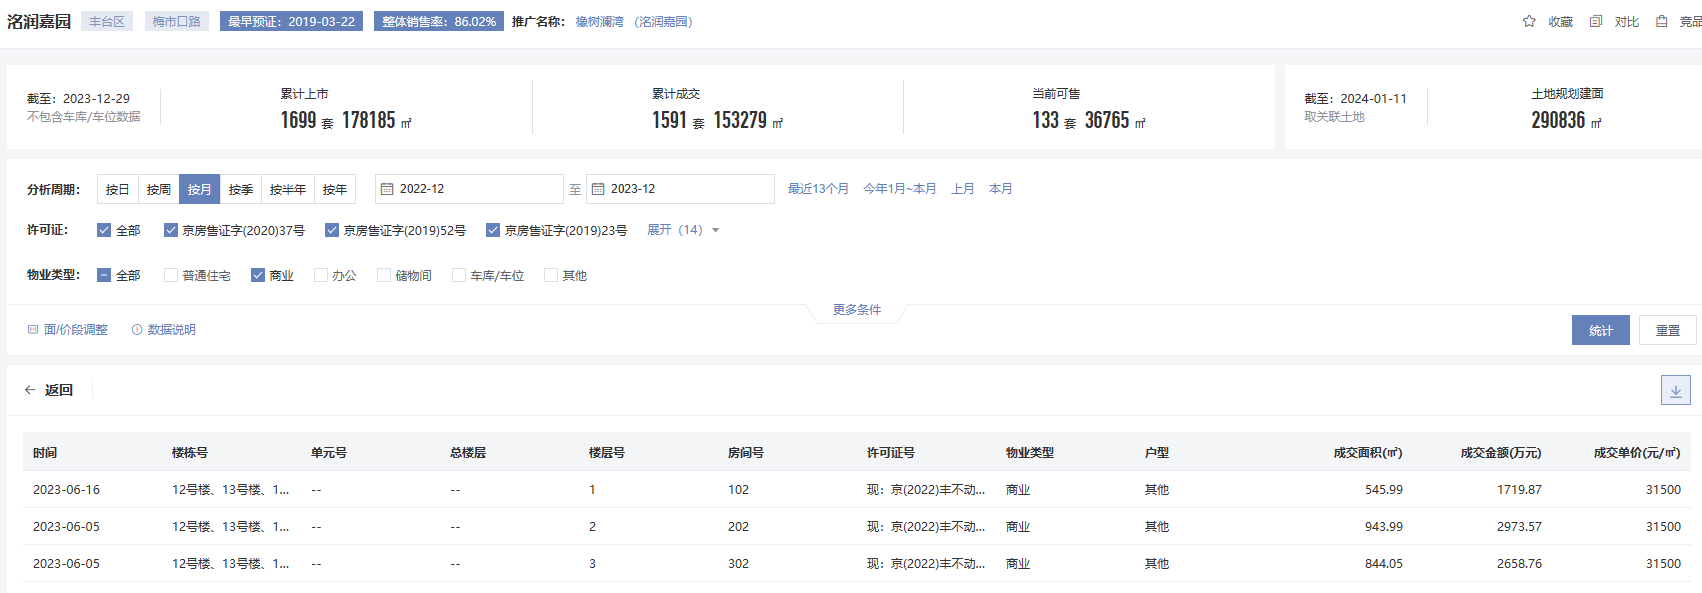 洺润嘉园 丰台区 梅市口路 最早预证：2019-03-22 整体销售率：86.02% 推广名称： 橡树澜湾 （洺润嘉园） 收藏 对比 竞品
截至：2023-12-29
不包含车库/车位数据
累计上市
1699 套 178185 ㎡
累计成交
1591 套 153279 ㎡
当前可售
133 套 36765 ㎡
截至：2024-01-11
取关联土地
土地规划建面
290836 ㎡
分析周期： 按日 按周 按月 按季 按半年 按年 2022-12 至 2023-12 最近13个月 今年1月~本月 上月 本月
许可证： 全部 京房售证字(2020)37号 京房售证字(2019)52号 京房售证字(2019)23号 展开（14）
物业类型： 全部 普通住宅 商业 办公 储物间 车库/车位 其他
更多条件
面/价段调整 数据说明 统计 重置
返回
时间 楼栋号 单元号 总楼层 楼层号 房间号 许可证号 物业类型 户型 成交面积(㎡) 成交金额(万元) 成交单价(元/㎡)
2023-06-16 12号楼、13号楼、1... -- -- 1 102 现：京(2022)丰不动... 商业 其他 545.99 1719.87 31500
2023-06-05 12号楼、13号楼、1... -- -- 2 202 现：京(2022)丰不动... 商业 其他 943.99 2973.57 31500
2023-06-05 12号楼、13号楼、1... -- -- 3 302 现：京(2022)丰不动... 商业 其他 844.05 2658.76 31500